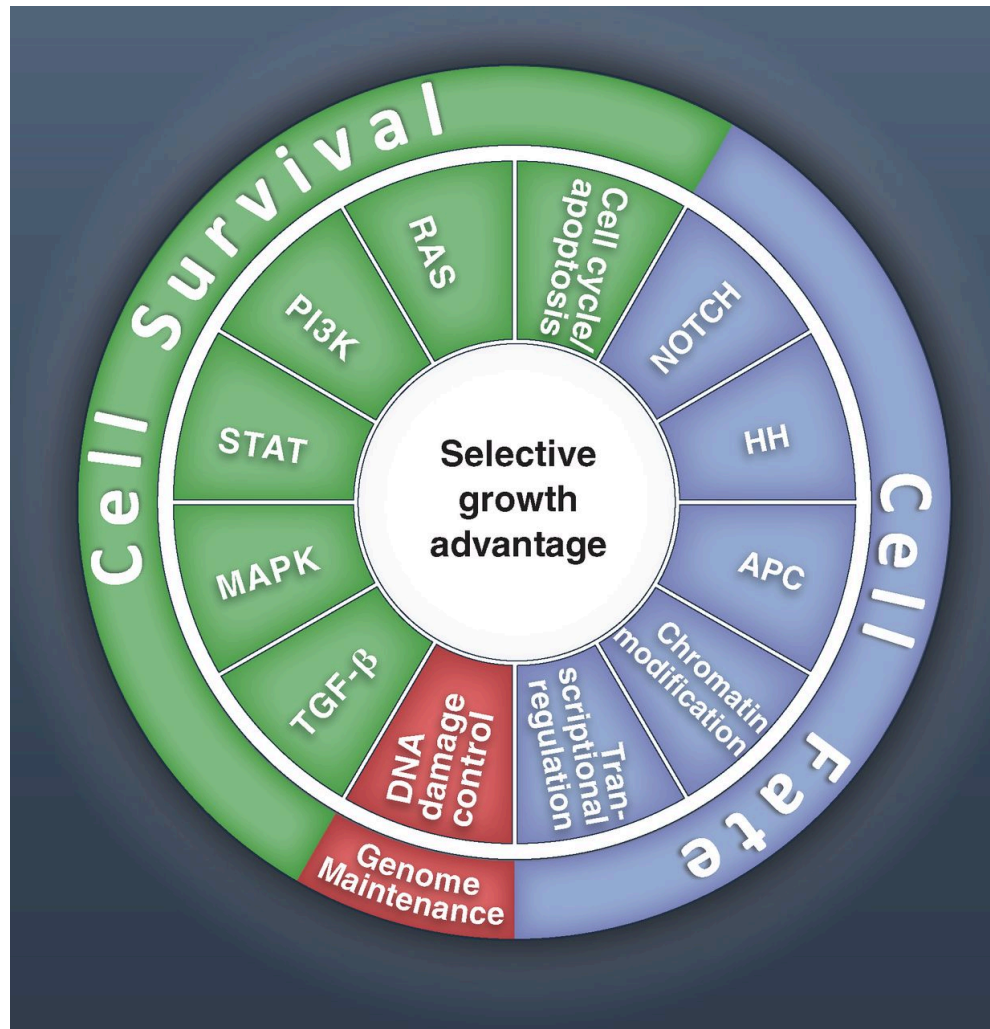 Cell Survival
Cell Fate
Genome
Maintenance
Cell cycle/
apoptosis
NOTCH
HH
APC
Chromatin
modification
Tran-
scriptional
regulation
DNA
damage
control
TGF-β
MAPK
STAT
PI3K
RAS
Selective
growth
advantage